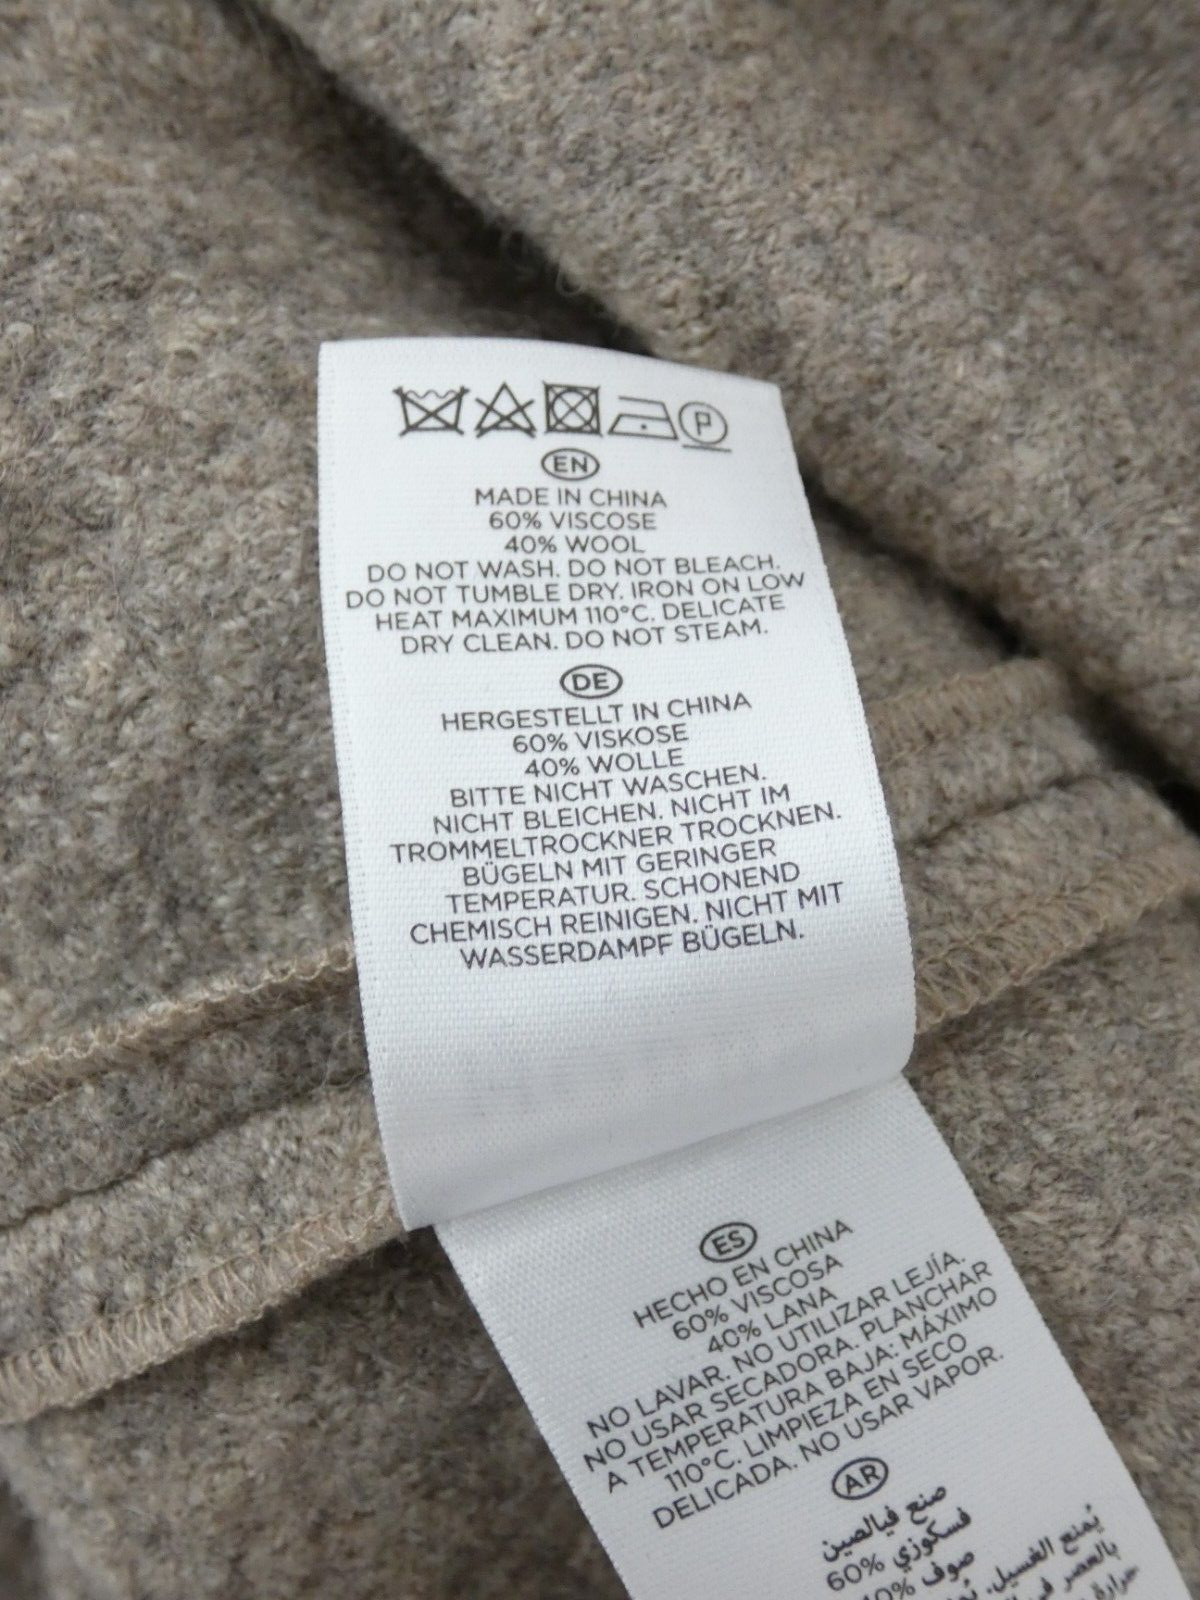 P
EN
MADE IN CHINA
60% VISCOSE
40% WOOL
DO NOT WASH. DO NOT BLEACH.
DO NOT TUMBLE DRY. IRON ON LOW
HEAT MAXIMUM 110°C. DELICATE
DRY CLEAN. DO NOT STEAM.
DE
HERGESTELLT IN CHINA
60% VISKOSE
40% WOLLE
BITTE NICHT WASCHEN.
NICHT BLEICHEN. NICHT IM
TROMMELTROCKNER TROCKNEN.
BÜGELN MIT GERINGER
TEMPERATUR. SCHONEND
CHEMISCH REINIGEN. NICHT MIT
WASSERDAMPF BÜGELN.
ES
HECHO EN CHINA
60% VISCOSA
40% LANA
NO LAVAR. NO UTILIZAR LEJÍA.
NO USAR SECADORA. PLANCHAR
A TEMPERATURA BAJA: MÁXIMO
110°C. LIMPIEZA EN SECO
DELICADA. NO USAR VAPOR.
AR
صنع فيالصين
60% فسكوزي
صوف
يُمنع الغسيل.
بالعصر
حرارة